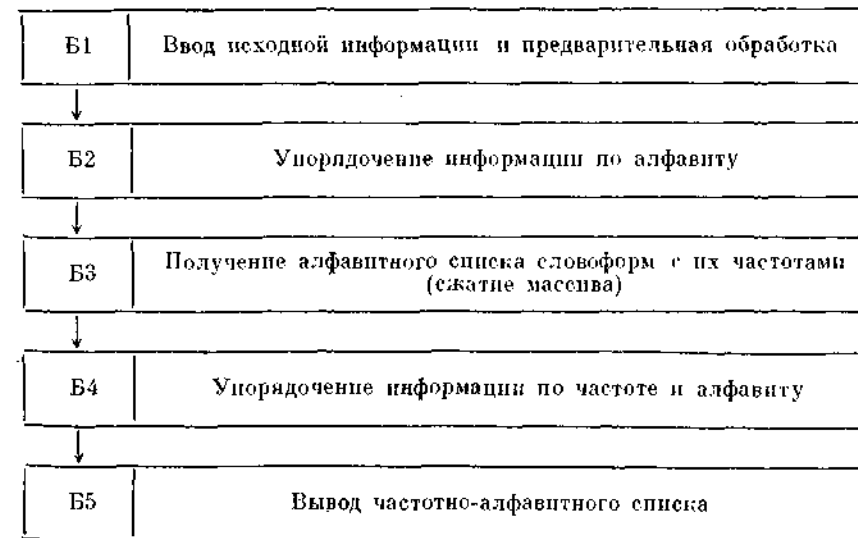 Б1 Ввод исходной информации и предварительная обработка
Б2 Упорядочение информации по алфавиту
Б3 Получение алфавитного списка словоформ с их частотами
(сжатие массива)
Б4 Упорядочение информации по частоте и алфавиту
Б5 Вывод частотно-алфавитного списка